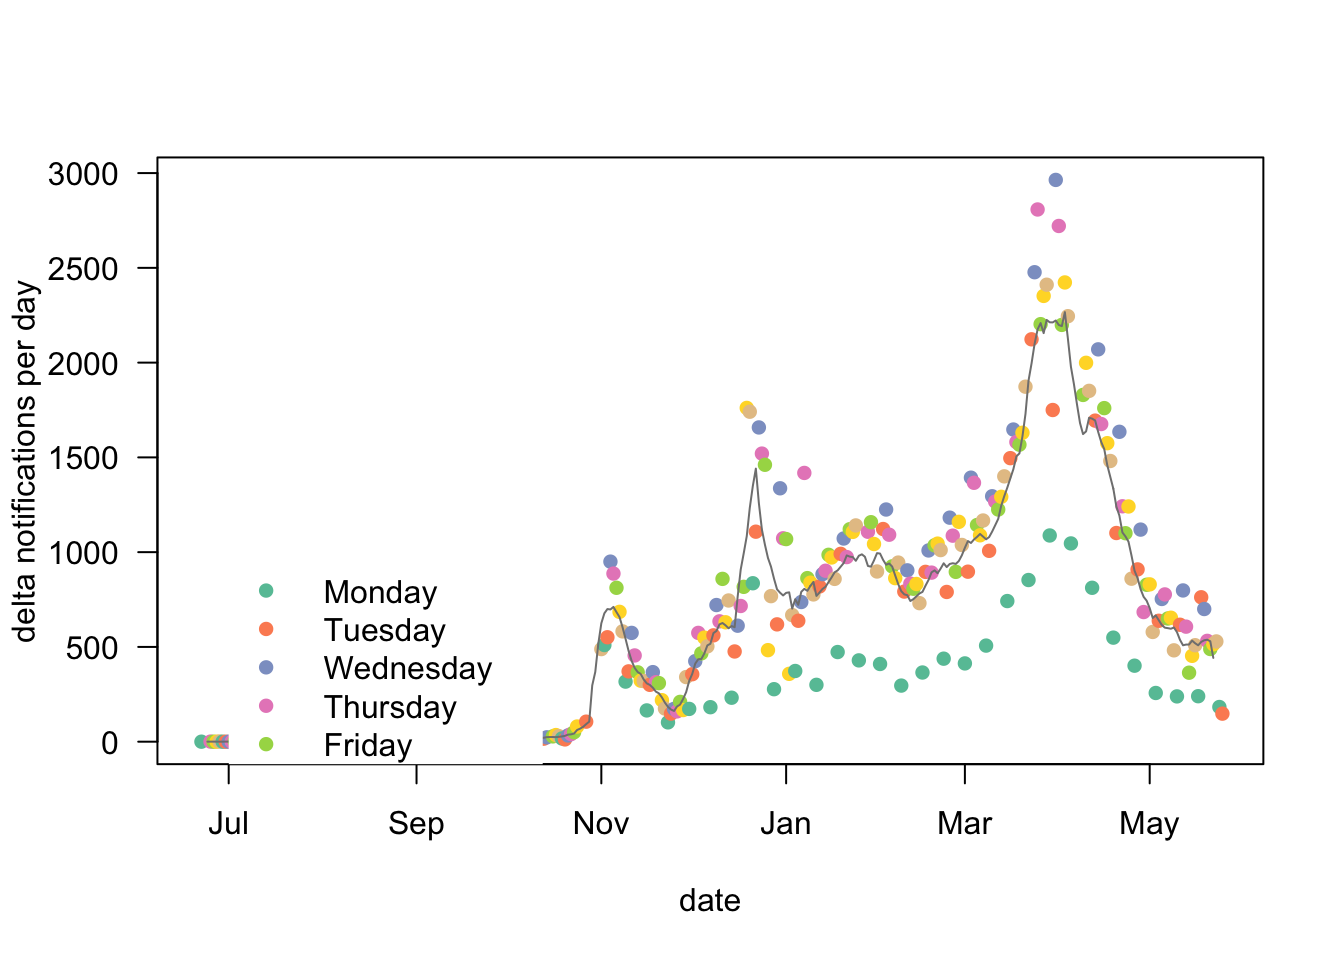 3000
2500
2000
1500
1000
500
0
delta notifications per day
Monday
Tuesday
Wednesday
Thursday
Friday
Jul Sep Nov Jan Mar May
date